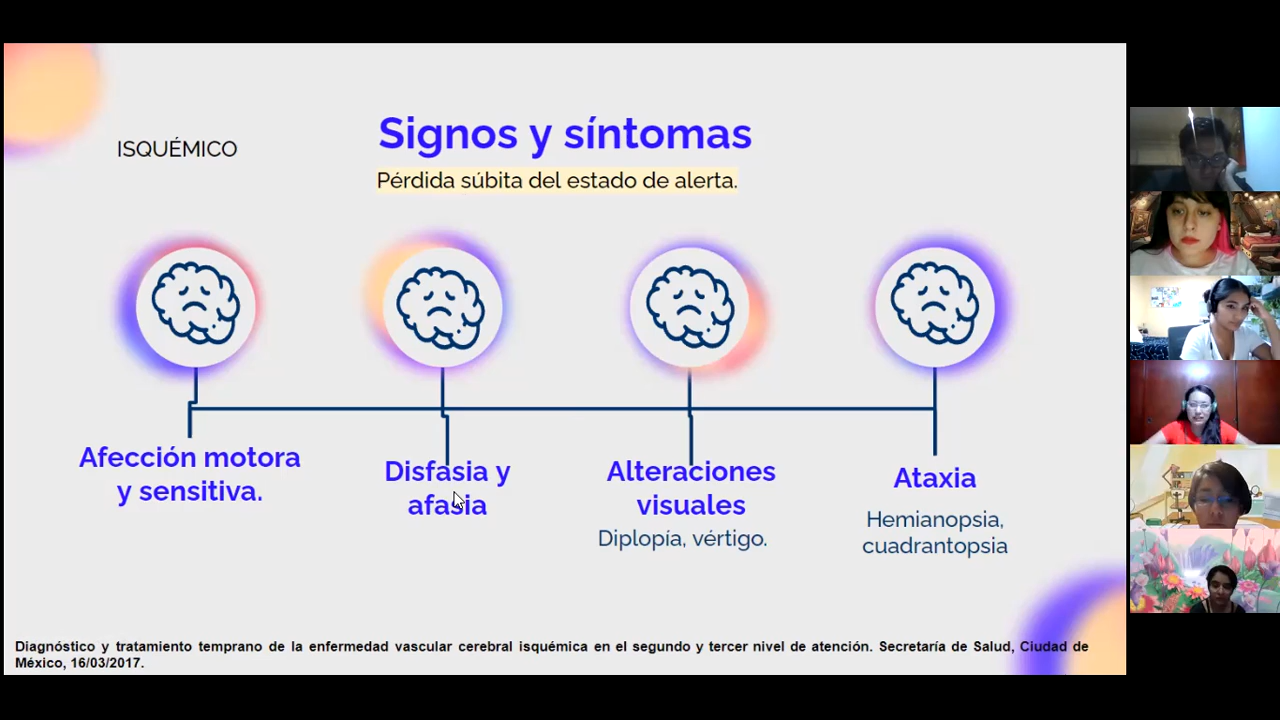 ISQUÉMICO
Signos y síntomas
Pérdida súbita del estado de alerta.
Afección motora
y sensitiva.
Disfasia y
afasia
Alteraciones
visuales
Diplopía, vértigo.
Ataxia
Hemianopsia,
cuadrantopsia
Diagnóstico y tratamiento temprano de la enfermedad vascular cerebral isquémica en el segundo y tercer nivel de atención. Secretaría de Salud, Ciudad de
México, 16/03/2017.